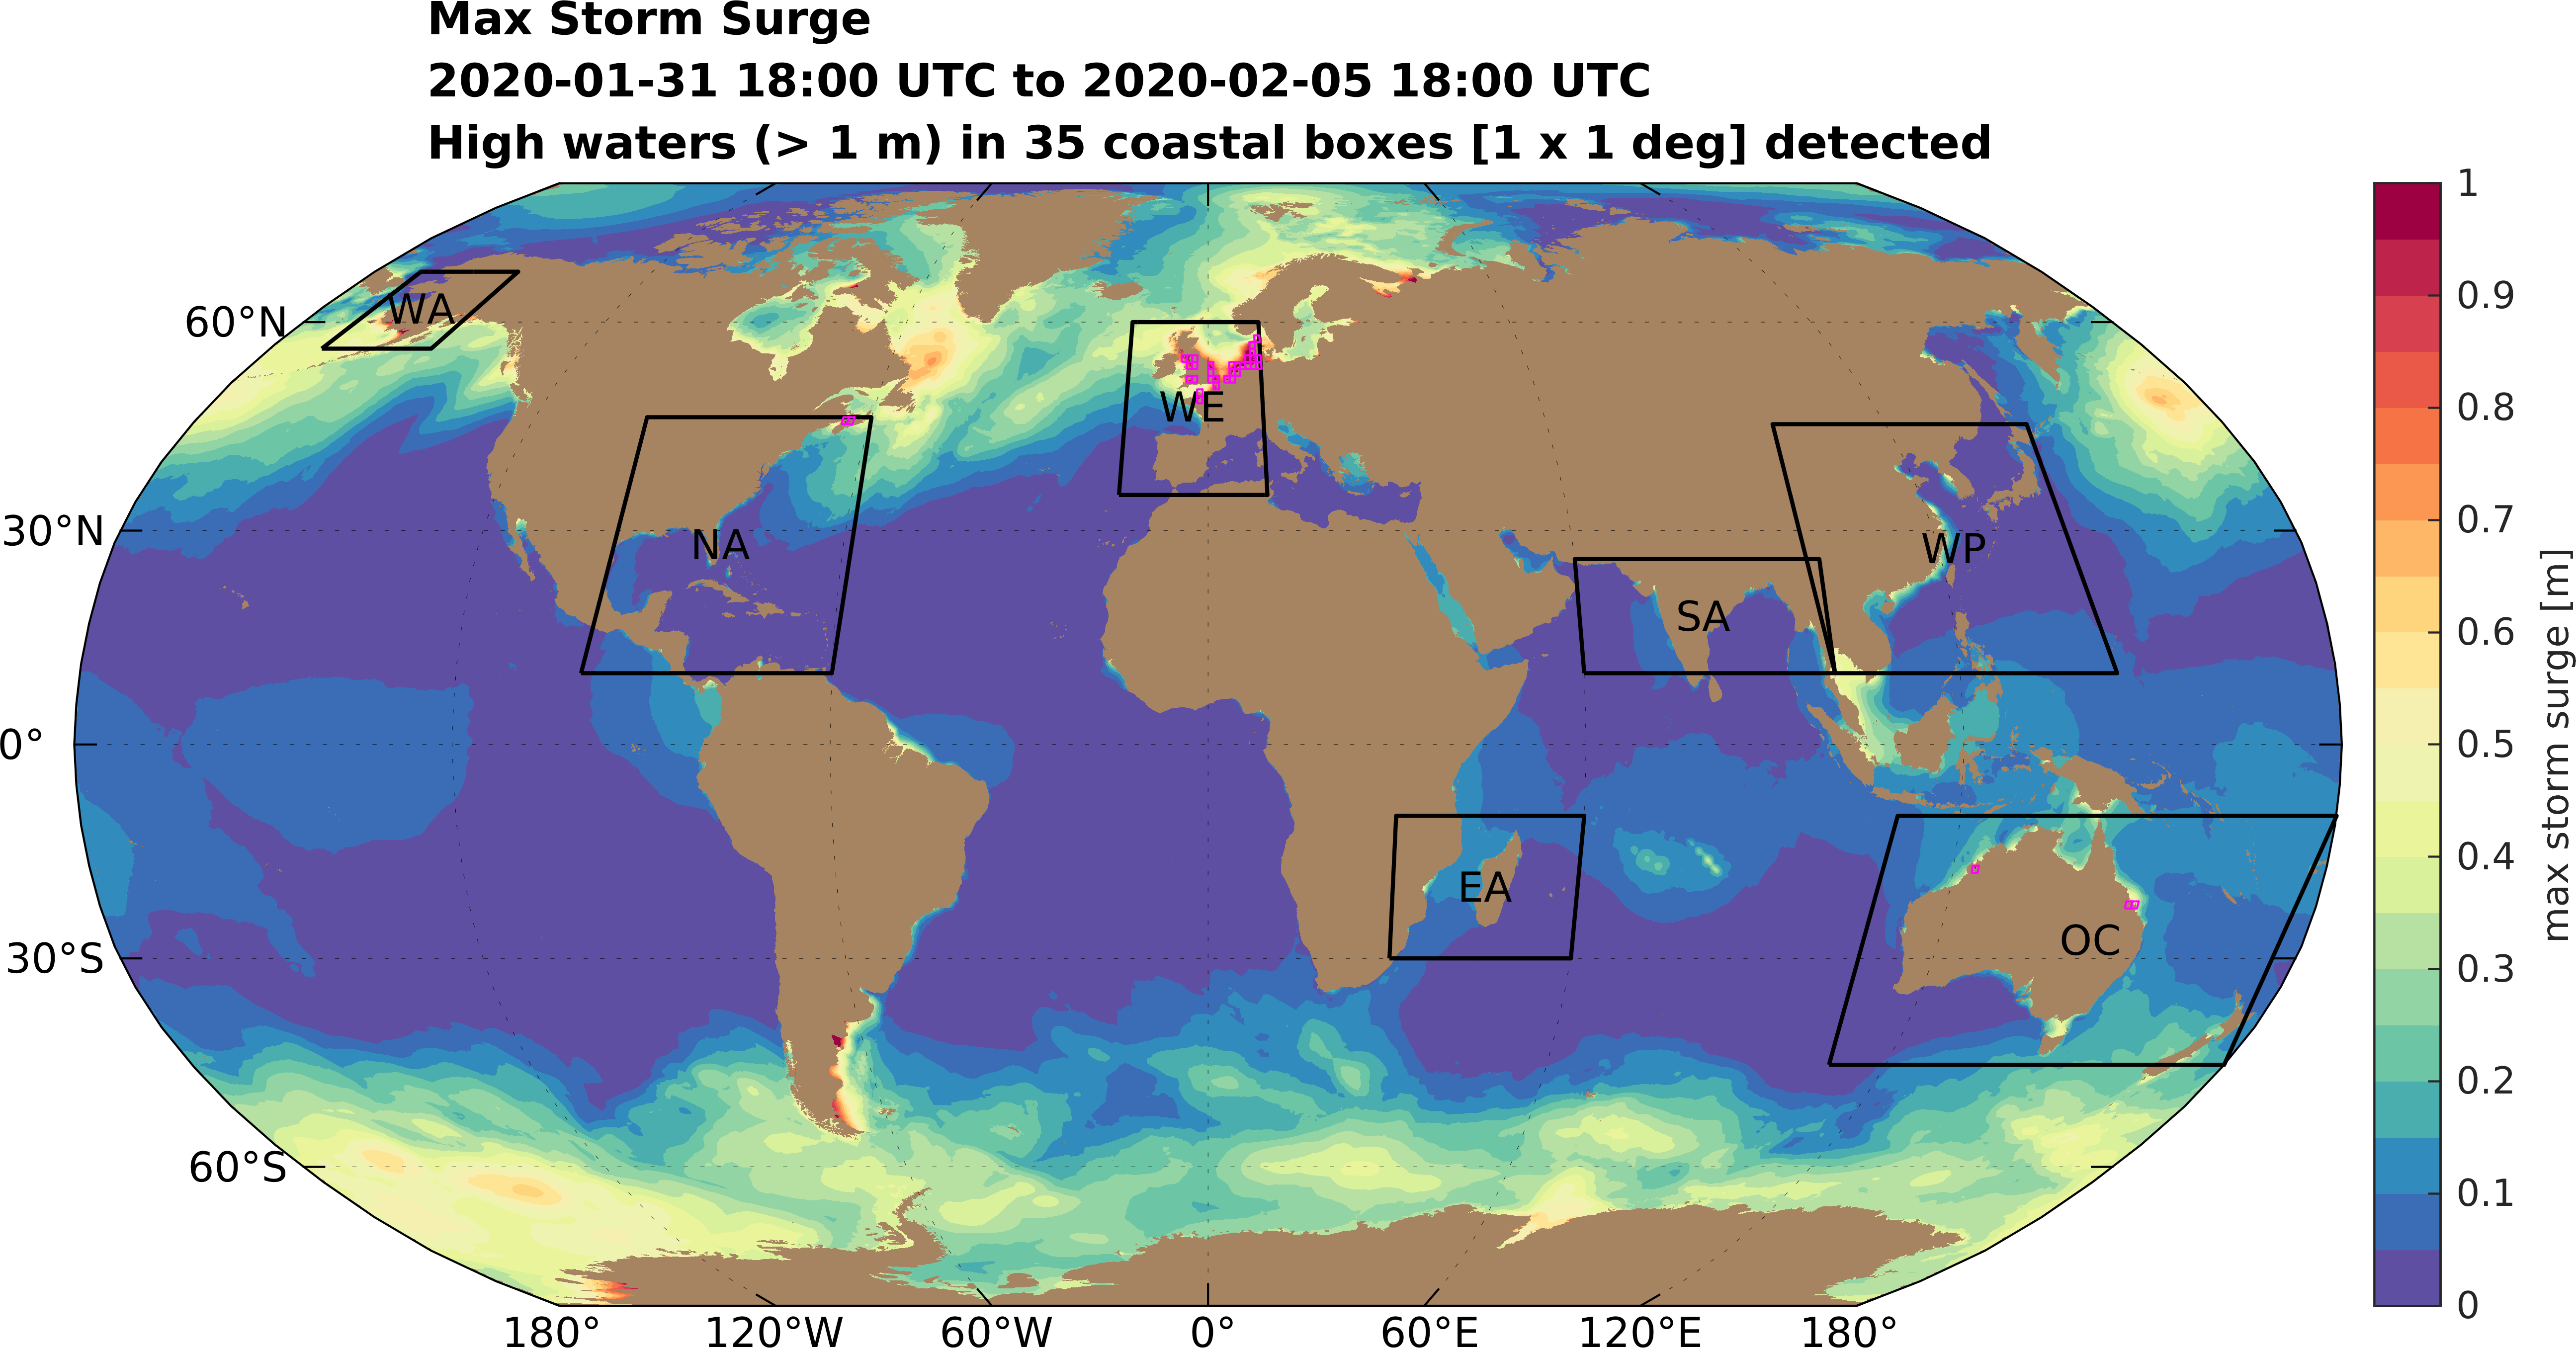 Max Storm Surge
2020-01-31 18:00 UTC to 2020-02-05 18:00 UTC
High waters (> 1 m) in 35 coastal boxes [1 x 1 deg] detected
60°N
30°N
0°
30°S
60°S
180°
120°W
60°W
0°
60°E
120°E
180°
WA
NA
WE
WP
SA
EA
OC
1
0.9
0.8
0.7
0.6
0.5
0.4
0.3
0.2
0.1
0
max storm surge [m]